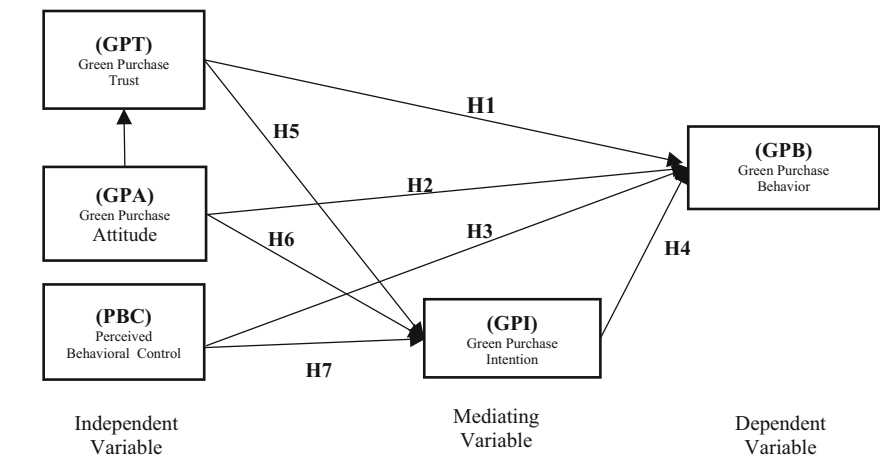 (GPT)
Green Purchase
Trust
H1
H5
(GPB)
Green Purchase
Behavior
(GPA)
Green Purchase
Attitude
H2
H3
H6
H4
(PBC)
Perceived
Behavioral Control
(GPI)
Green Purchase
Intention
H7
Independent
Variable
Mediating
Variable
Dependent
Variable